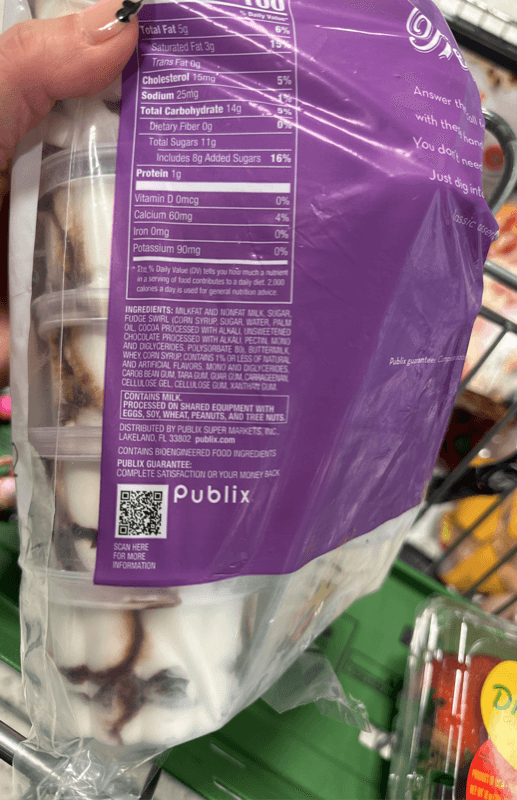 100
% Daily Value*
Total Fat 5g 6%
Saturated Fat 3g 15%
Trans Fat 0g
Cholesterol 15mg 5%
Sodium 25mg 1%
Total Carbohydrate 14g 5%
Dietary Fiber 0g 0%
Total Sugars 11g
Includes 8g Added Sugars 16%
Protein 1g
Vitamin D 0mcg 0%
Calcium 60mg 4%
Iron 0mg 0%
Potassium 90mg 0%
* The % Daily Value (DV) tells you how much a nutrient
in a serving of food contributes to a daily diet. 2,000
calories a day is used for general nutrition advice.
INGREDIENTS: MILKFAT AND NONFAT MILK, SUGAR,
FUDGE SWIRL (CORN SYRUP, SUGAR, WATER, PALM
OIL, COCOA PROCESSED WITH ALKALI, UNSWEETENED
CHOCOLATE PROCESSED WITH ALKALI, PECTIN, MONO
AND DIGLYCERIDES, POLYSORBATE 80), BUTTERMILK,
WHEY, CORN SYRUP, CONTAINS 1% OR LESS OF NATURAL
AND ARTIFICIAL FLAVORS, MONO AND DIGLYCERIDES,
CAROB BEAN GUM, TARA GUM, GUAR GUM, CARRAGEENAN,
CELLULOSE GEL, CELLULOSE GUM, XANTHAN GUM.
CONTAINS MILK.
PROCESSED ON SHARED EQUIPMENT WITH
EGGS, SOY, WHEAT, PEANUTS, AND TREE NUTS.
DISTRIBUTED BY PUBLIX SUPER MARKETS, INC.
LAKELAND, FL 33802 publix.com
CONTAINS BIOENGINEERED FOOD INGREDIENTS
PUBLIX GUARANTEE:
COMPLETE SATISFACTION OR YOUR MONEY BACK
Publix
SCAN HERE
FOR MORE
INFORMATION
Answer the call
with the
You don't need
Just dig int
Publix guarantee: